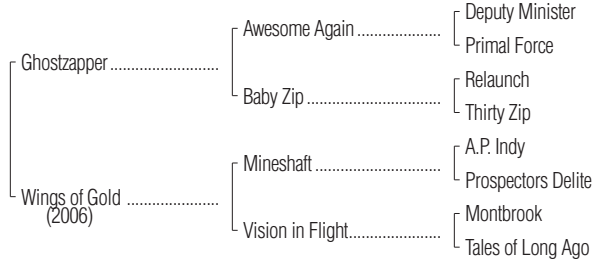 Deputy Minister
Awesome Again
Primal Force
Ghostzapper
Relaunch
Baby Zip
Thirty Zip
A.P. Indy
Mineshaft
Prospectors Delite
Wings of Gold
(2006)
Montbrook
Vision in Flight
Tales of Long Ago